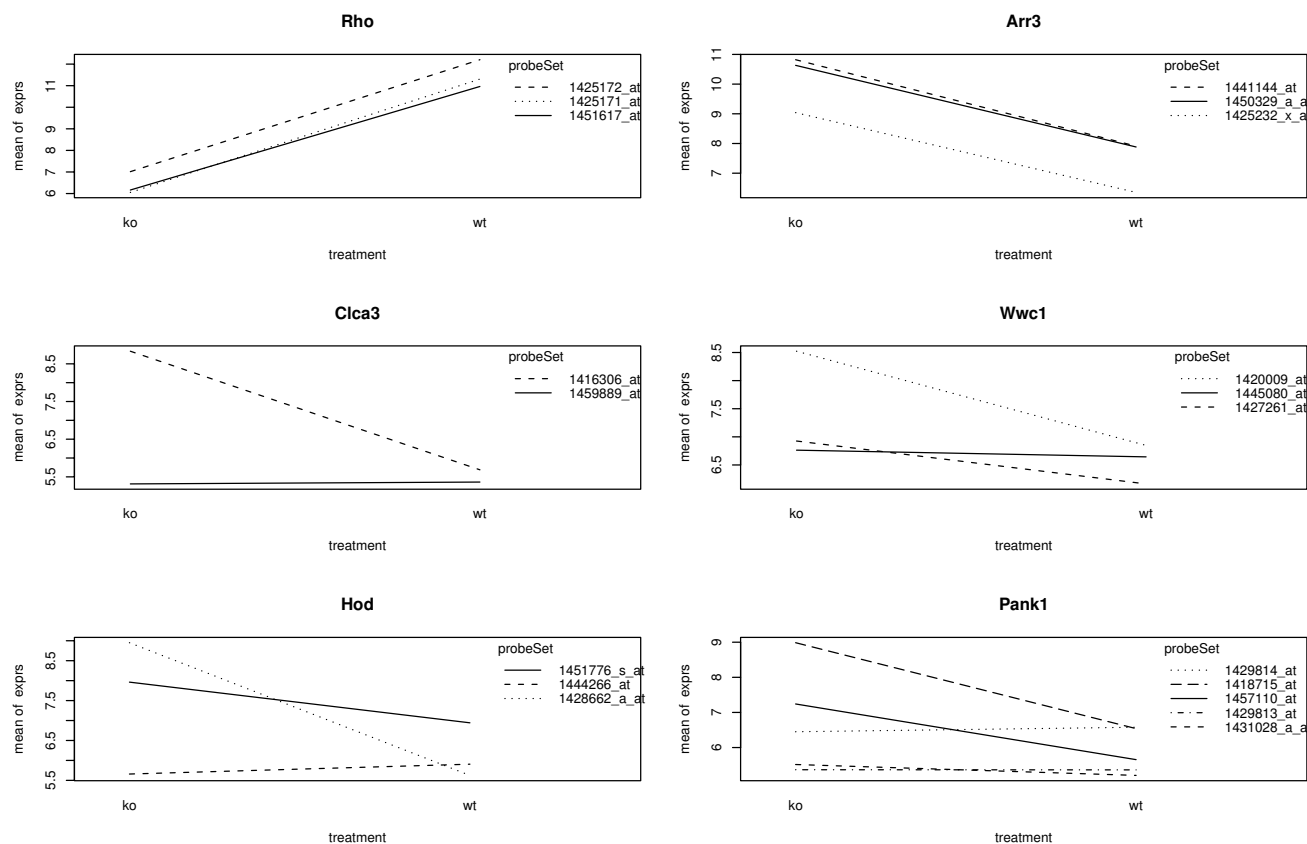 Rho
mean of exprs
6
7
8
9
11
probeSet
1425172_at
1425171_at
1451617_at
ko
wt
treatment
Arr3
mean of exprs
7
8
9
10
11
probeSet
1441144_at
1450329_a_a
1425232_x_a
ko
wt
treatment
Clca3
mean of exprs
5.5
6.5
7.5
8.5
probeSet
1416306_at
1459889_at
ko
wt
treatment
Wwc1
mean of exprs
6.5
7.5
8.5
probeSet
1420009_at
1445080_at
1427261_at
ko
wt
treatment
Hod
mean of exprs
5.5
6.5
7.5
8.5
probeSet
1451776_s_at
1444266_at
1428662_a_at
ko
wt
treatment
Pank1
mean of exprs
6
7
8
9
probeSet
1429814_at
1418715_at
1457110_at
1429813_at
1431028_a_a
ko
wt
treatment